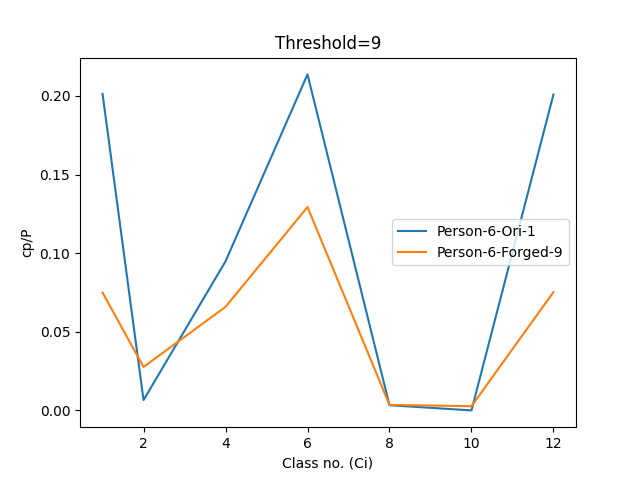 Threshold=9
cp/P
0.20
0.15
0.10
0.05
0.00
Person-6-Ori-1
Person-6-Forged-9
2 4 6 8 10 12
Class no. (Ci)